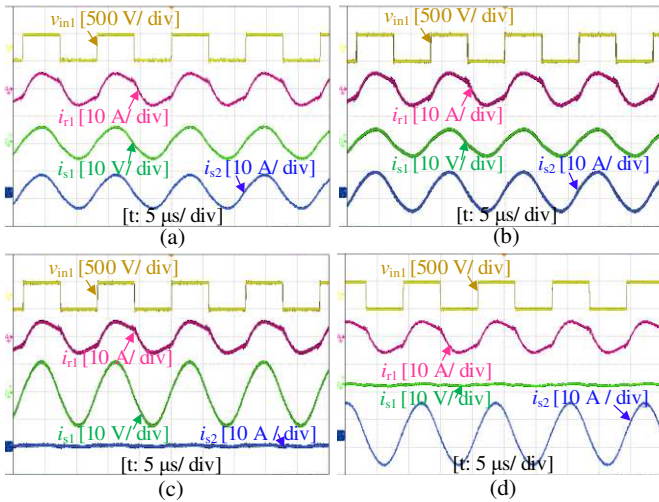 v_in1 [500 V/ div]
i_r1 [10 A/ div]
i_s1 [10 V/ div]
i_s2 [10 A/ div]
[t: 5 μs/ div]
(a)
v_in1 [500 V/ div]
i_r1 [10 A/ div]
i_s1 [10 V/ div]
i_s2 [10 A/ div]
[t: 5 μs/ div]
(b)
v_in1 [500 V/ div]
i_r1 [10 A/ div]
i_s1 [10 V/ div]
i_s2 [10 A/ div]
[t: 5 μs/ div]
(c)
v_in1 [500 V/ div]
i_r1 [10 A/ div]
i_s1 [10 V/ div]
i_s2 [10 A/ div]
[t: 5 μs/ div]
(d)